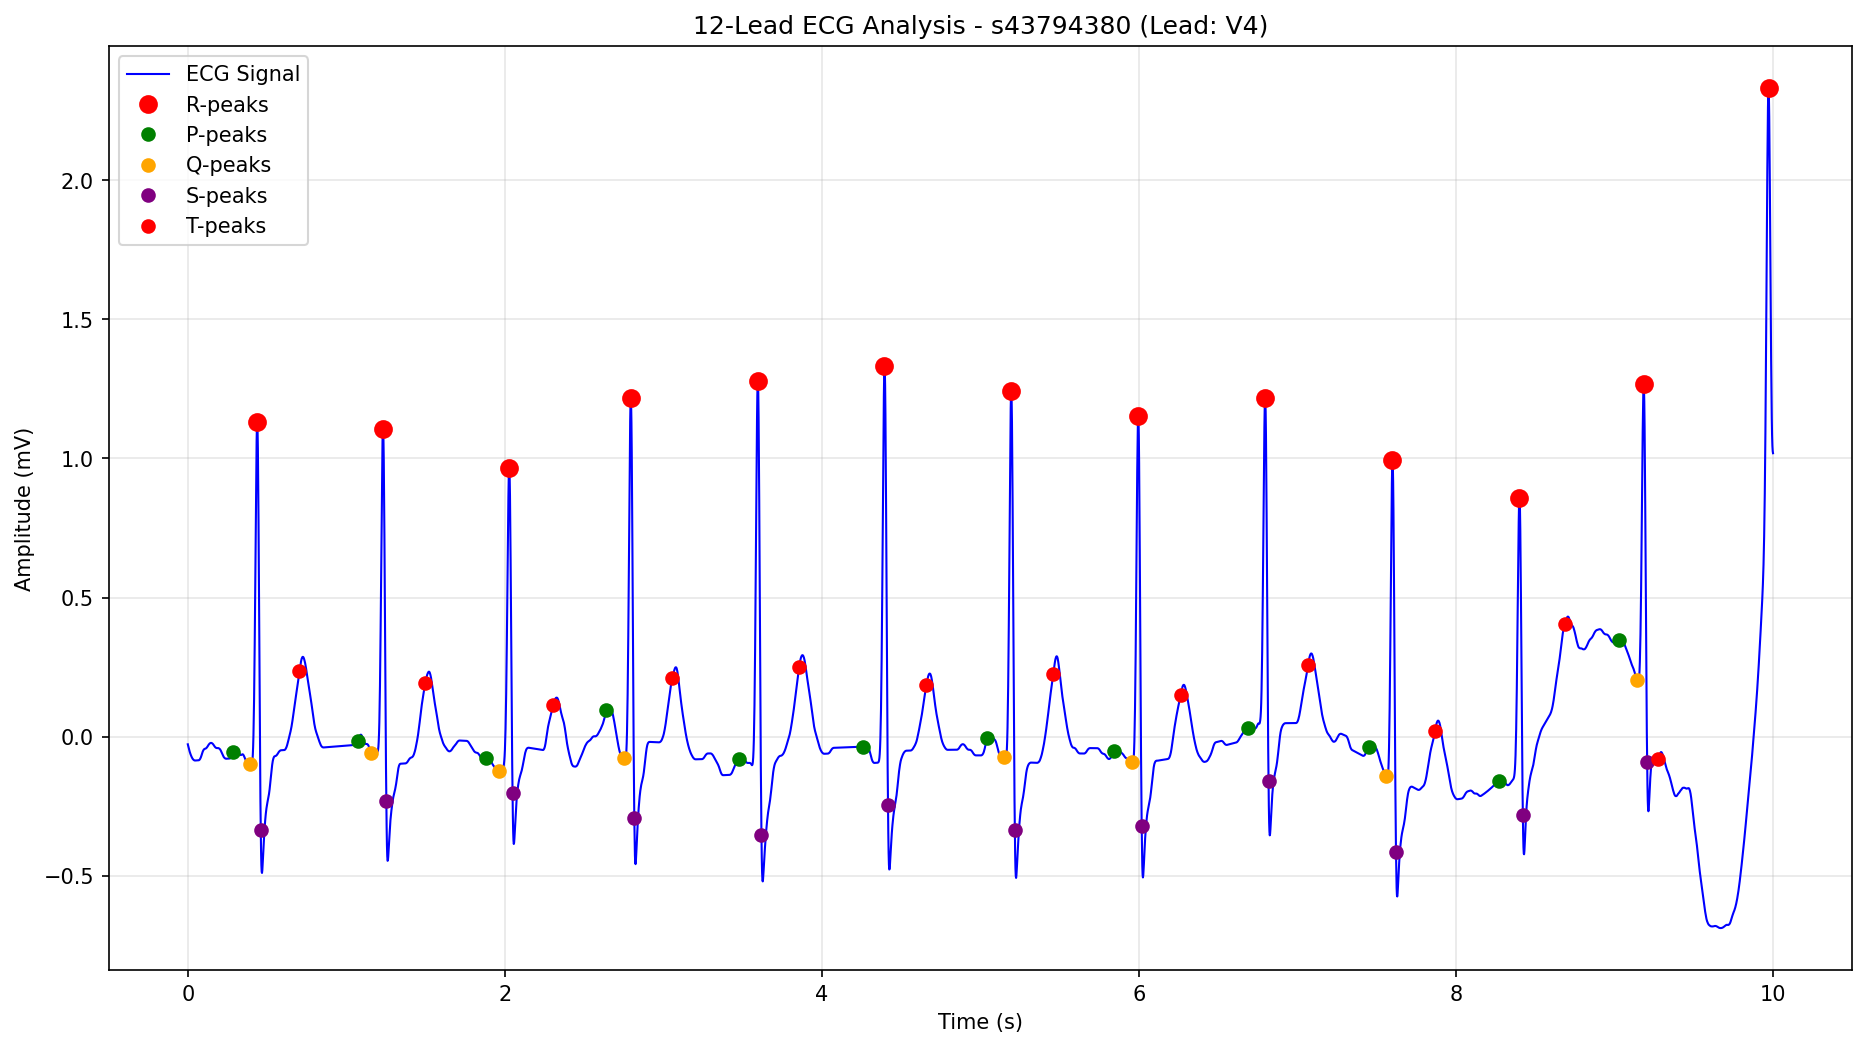 12-Lead ECG Analysis - s43794380 (Lead: V4)
ECG Signal
R-peaks
P-peaks
Q-peaks
S-peaks
T-peaks
Amplitude (mV)
2.0
1.5
1.0
0.5
0.0
−0.5
0
2
4
6
8
10
Time (s)